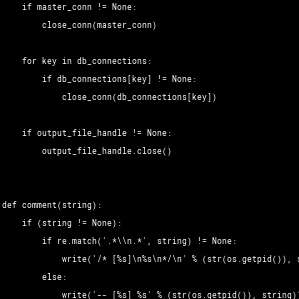 if master_conn != None:
close_conn(master_conn)
for key in db_connections:
if db_connections[key] != None:
close_conn(db_connections[key])
if output_file_handle != None:
output_file_handle.close()
def comment(string):
if (string != None):
if re.match('.*\\n.*', string) != None:
write('/* [%s]\n%s\n*/\n' % (str(os.getpid()), s
else:
write('-- [%s] %s' % (str(os.getpid()), string)